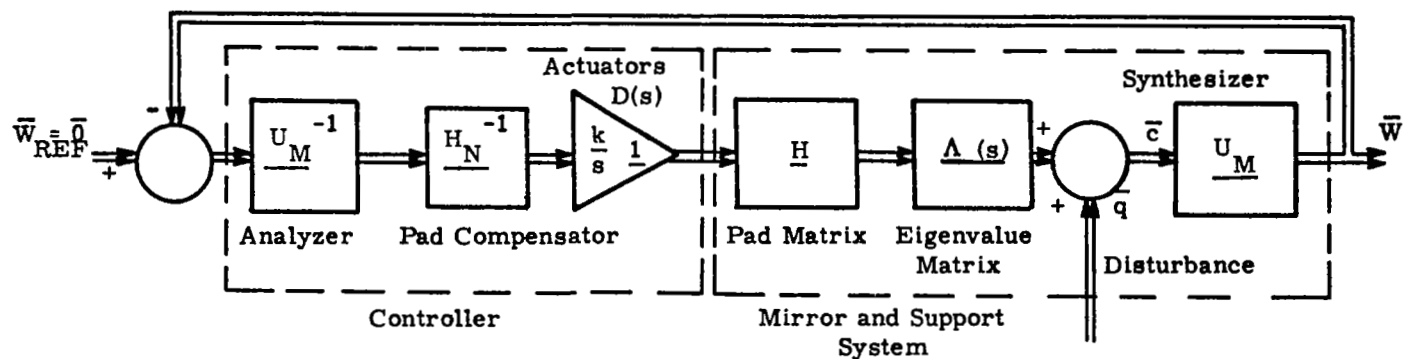 Actuators
D(s)
Synthesizer
-
W̅_REF = 0̅
+
U_M^-1
H_N^-1
k/s 1
H
Λ (s)
+
+
c̅
q̅
U_M
W̅
Analyzer
Pad Compensator
Pad Matrix
Eigenvalue
Matrix
Disturbance
Controller
Mirror and Support
System